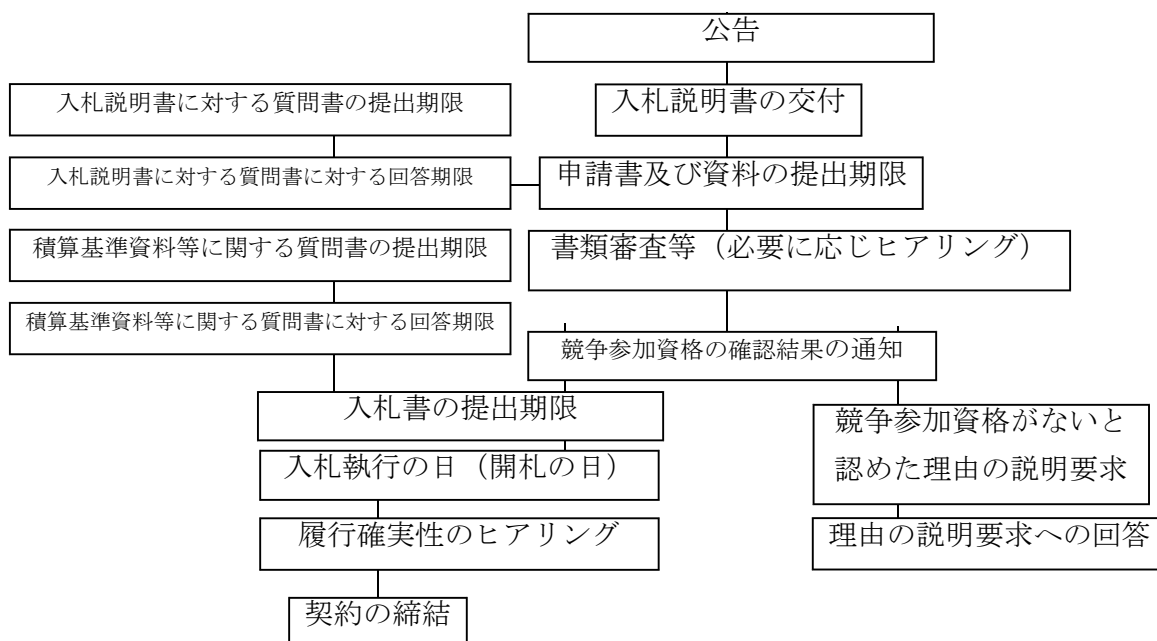 公告
入札説明書に対する質問書の提出期限
入札説明書の交付
入札説明書に対する質問書に対する回答期限
申請書及び資料の提出期限
積算基準資料等に関する質問書の提出期限
書類審査等（必要に応じヒアリング）
積算基準資料等に関する質問書に対する回答期限
競争参加資格の確認結果の通知
入札書の提出期限
競争参加資格がないと
認めた理由の説明要求
入札執行の日（開札の日）
履行確実性のヒアリング
理由の説明要求への回答
契約の締結